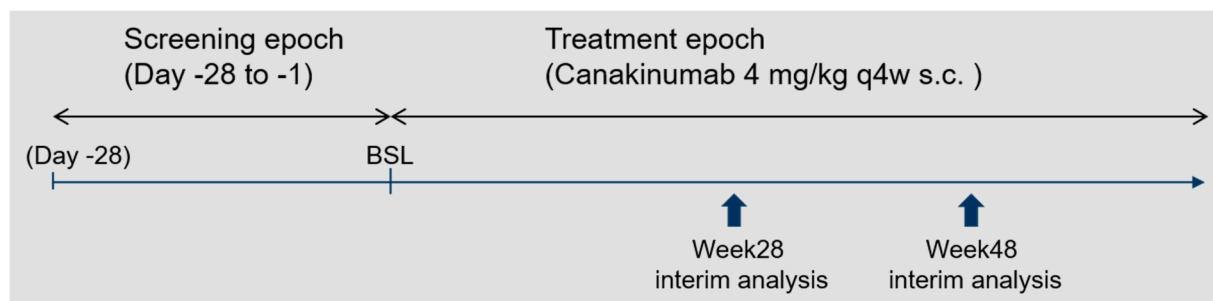 Screening epoch
(Day -28 to -1)
Treatment epoch
(Canakinumab 4 mg/kg q4w s.c. )
(Day -28)
BSL
Week28
interim analysis
Week48
interim analysis